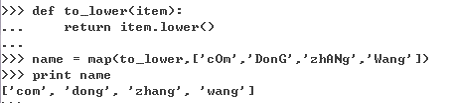 >>> def to_lower(item):
...     return item.lower()
...
>>> name = map(to_lower,['cOm','DonG','zhANg','Wang'])
>>> print name
['com', 'dong', 'zhang', 'wang']